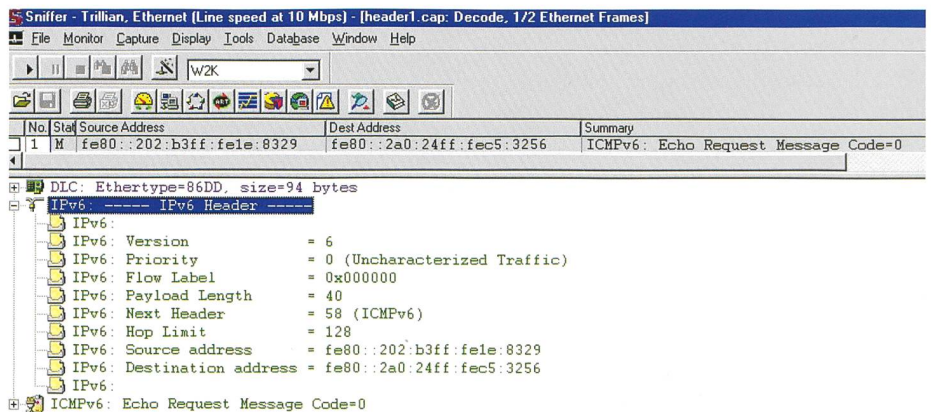 Sniffer - Trillian, Ethernet (Line speed at 10 Mbps) - [header1.cap: Decode, 1/2 Ethernet Frames]
File Monitor Capture Display Tools Database Window Help
W2K
No. Stat Source Address Dest Address Summary
1 M fe80::202:b3ff:fe1e:8329 fe80::2a0:24ff:fec5:3256 ICMPv6: Echo Request Message Code=0
DLC: Ethertype=86DD, size=94 bytes
IPv6: ----- IPv6 Header -----
IPv6:
IPv6: Version = 6
IPv6: Priority = 0 (Uncharacterized Traffic)
IPv6: Flow Label = 0x000000
IPv6: Payload Length = 40
IPv6: Next Header = 58 (ICMPv6)
IPv6: Hop Limit = 128
IPv6: Source address = fe80::202:b3ff:fe1e:8329
IPv6: Destination address = fe80::2a0:24ff:fec5:3256
IPv6:
ICMPv6: Echo Request Message Code=0